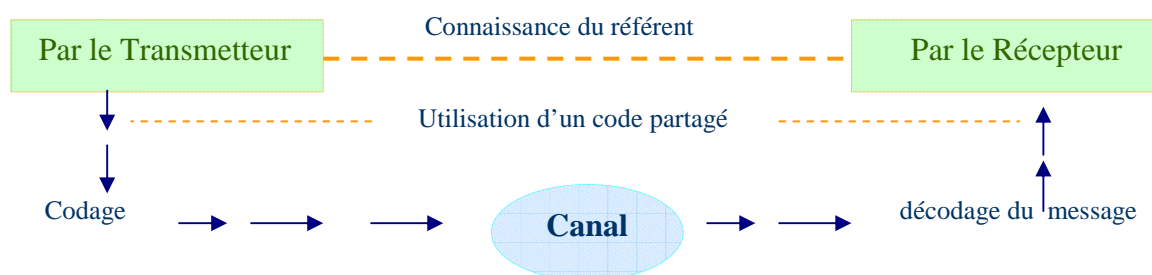 Connaissance du référent
Par le Transmetteur
Par le Récepteur
Utilisation d'un code partagé
Codage
Canal
décodage du message